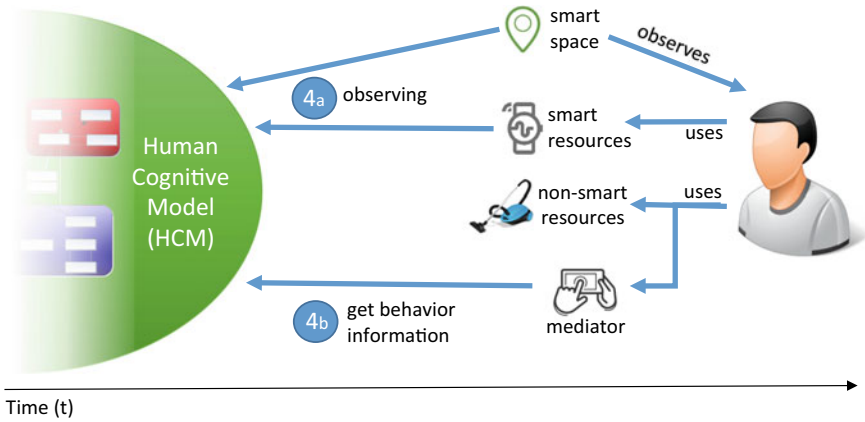 smart
space
observes
4a observing
smart
resources
uses
Human
Cognitive
Model
(HCM)
non-smart
resources
uses
4b get behavior
information
mediator
Time (t)